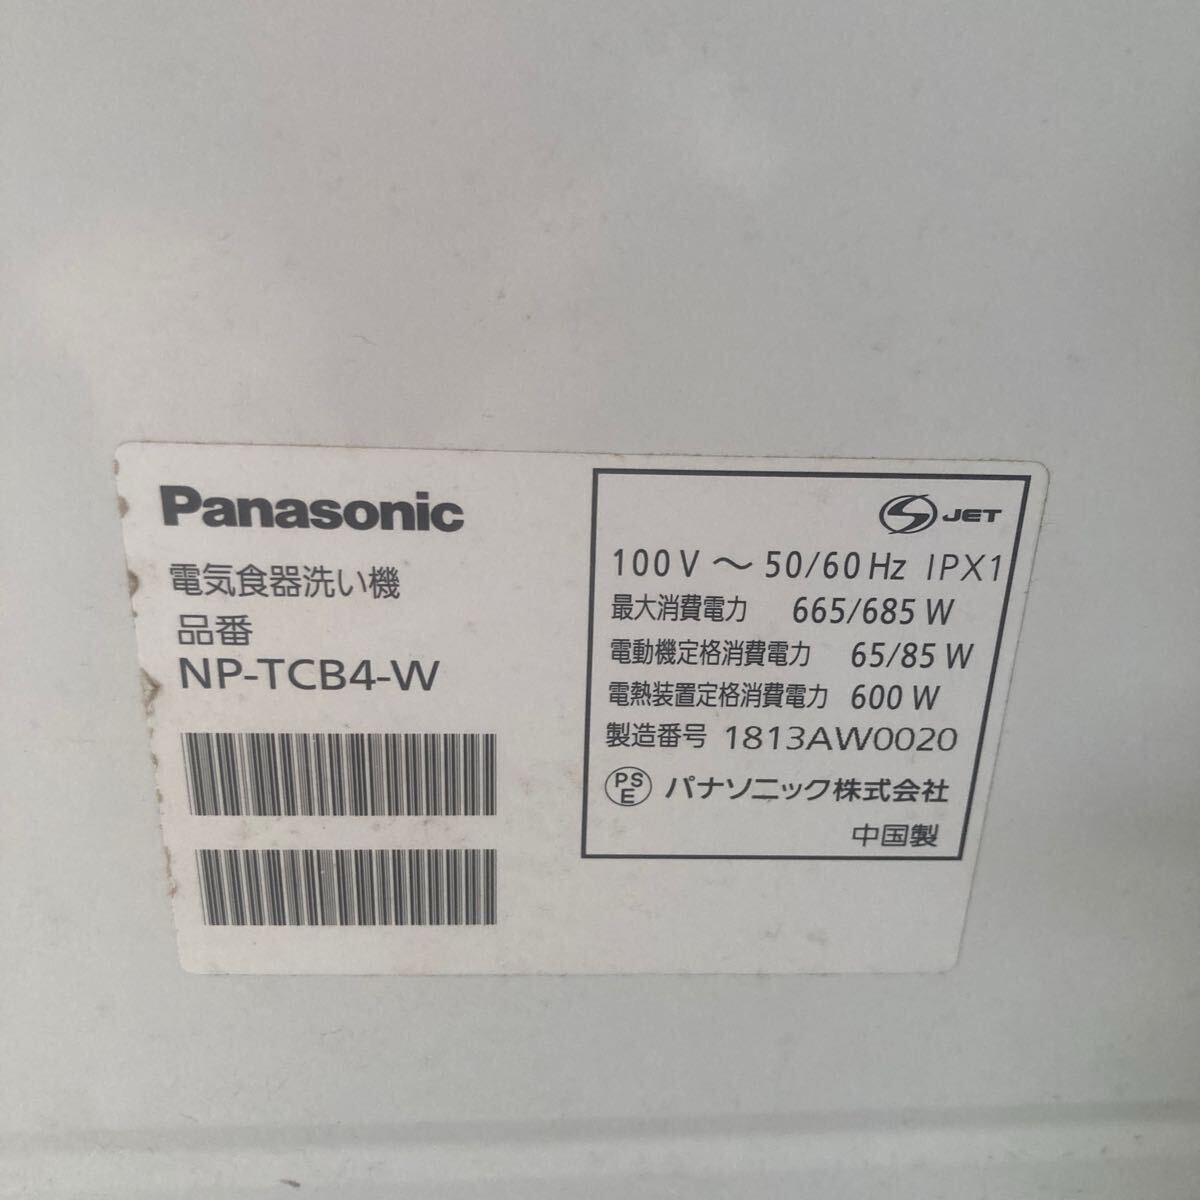 Panasonic
電気食器洗い機
品番
NP-TCB4-W
JET
100V〜50/60Hz IPX1
最大消費電力 665/685W
電動機定格消費電力 65/85W
電熱装置定格消費電力 600W
製造番号 1813AW0020
PSE パナソニック株式会社
中国製